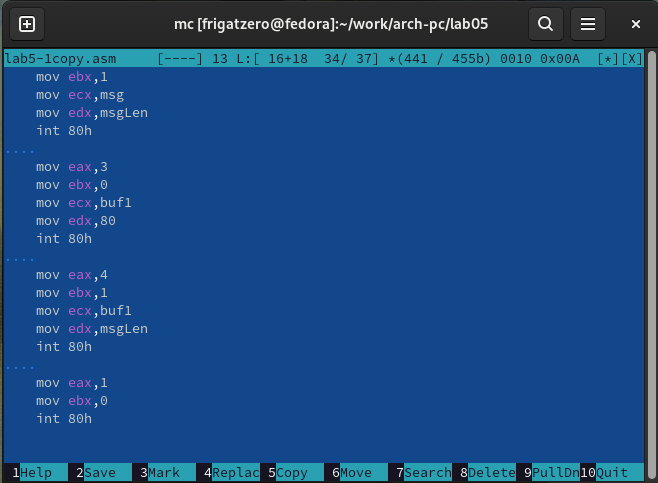 mc [frigatzero@fedora]:~/work/arch-pc/lab05
lab5-1copy.asm [----] 13 L:[ 16+18 34/ 37] *(441 / 455b) 0010 0x00A [*][X]
mov ebx,1
mov ecx,msg
mov edx,msgLen
int 80h
....
mov eax,3
mov ebx,0
mov ecx,buf1
mov edx,80
int 80h
....
mov eax,4
mov ebx,1
mov ecx,buf1
mov edx,msgLen
int 80h
....
mov eax,1
mov ebx,0
int 80h
1Help 2Save 3Mark 4Replac 5Copy 6Move 7Search 8Delete 9PullDn 10Quit